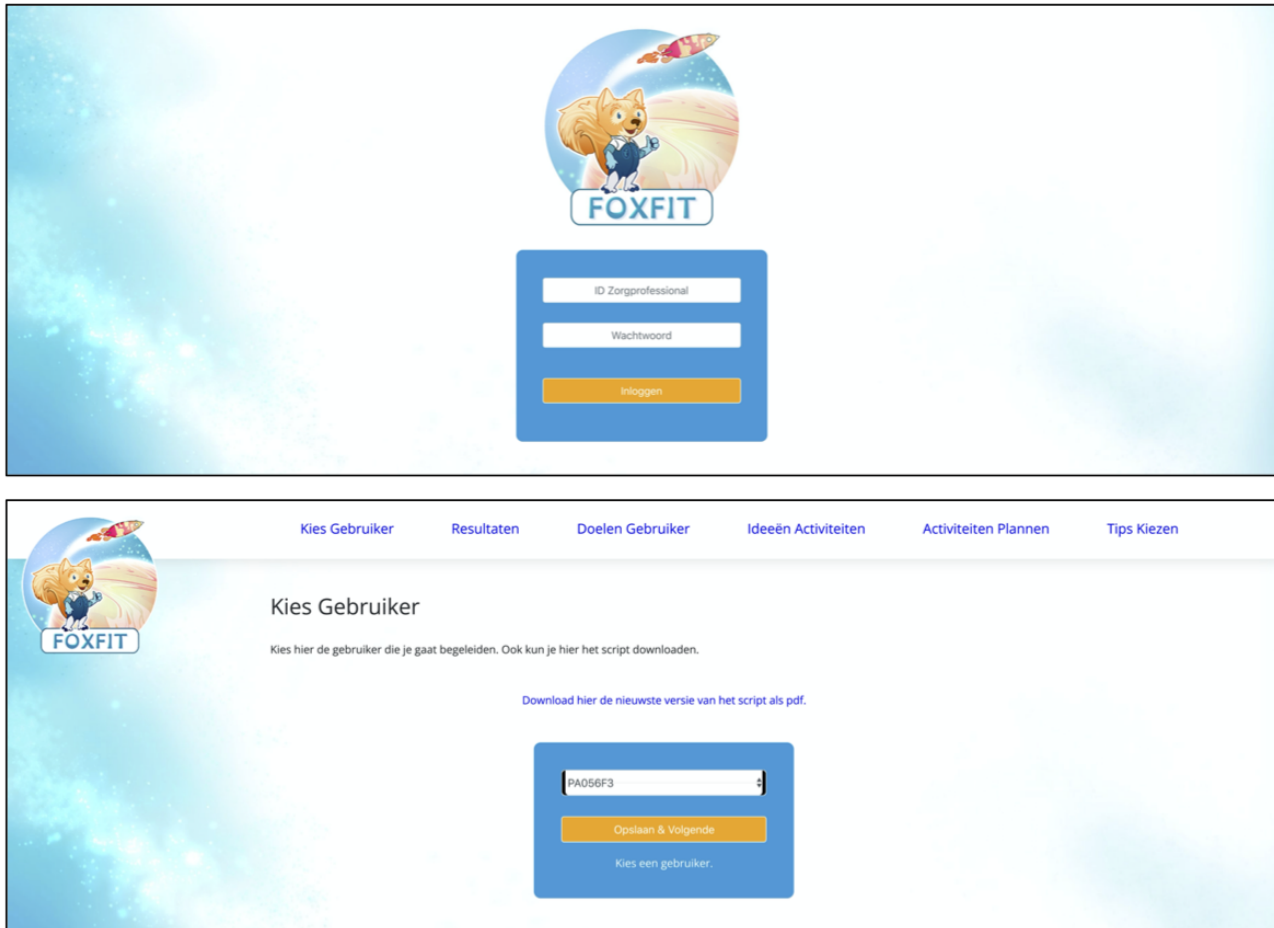 FOXFIT
ID Zorgprofessional
Wachtwoord
Inloggen
FOXFIT
Kies Gebruiker Resultaten Doelen Gebruiker Ideeën Activiteiten Activiteiten Plannen Tips Kiezen
Kies Gebruiker
Kies hier de gebruiker die je gaat begeleiden. Ook kun je hier het script downloaden.
Download hier de nieuwste versie van het script als pdf.
PA056F3
Opslaan & Volgende
Kies een gebruiker.